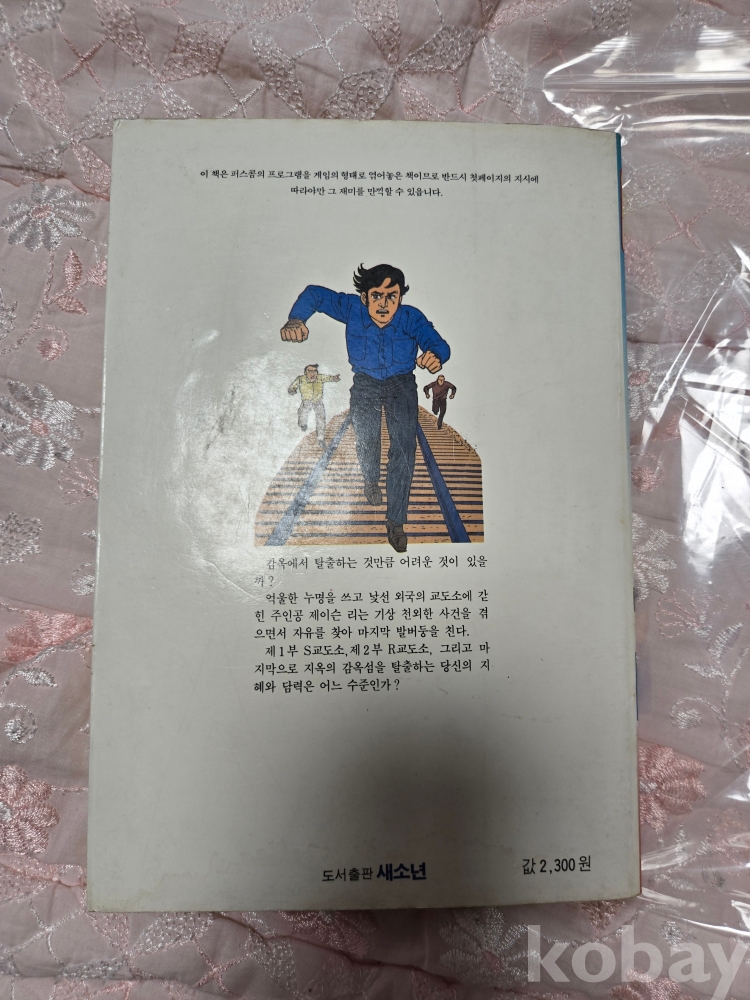 이 책은 퍼스콤의 프로그램을 게임의 형태로 엮어놓은 책이므로 반드시 첫페이지의 지시에
따라야만 그 재미를 만끽할 수 있읍니다.
감옥에서 탈출하는 것만큼 어려운 것이 있을
까?
억울한 누명을 쓰고 낯선 외국의 교도소에 갇
힌 주인공 제이슨 리는 기상 천외한 사건을 겪
으면서 자유를 찾아 마지막 발버둥을 친다.
제1부 S교도소, 제2부 R교도소, 그리고 마
지막으로 지옥의 감옥섬을 탈출하는 당신의 지
혜와 담력은 어느 수준인가?
도서출판 새소년
값 2,300원
kobay